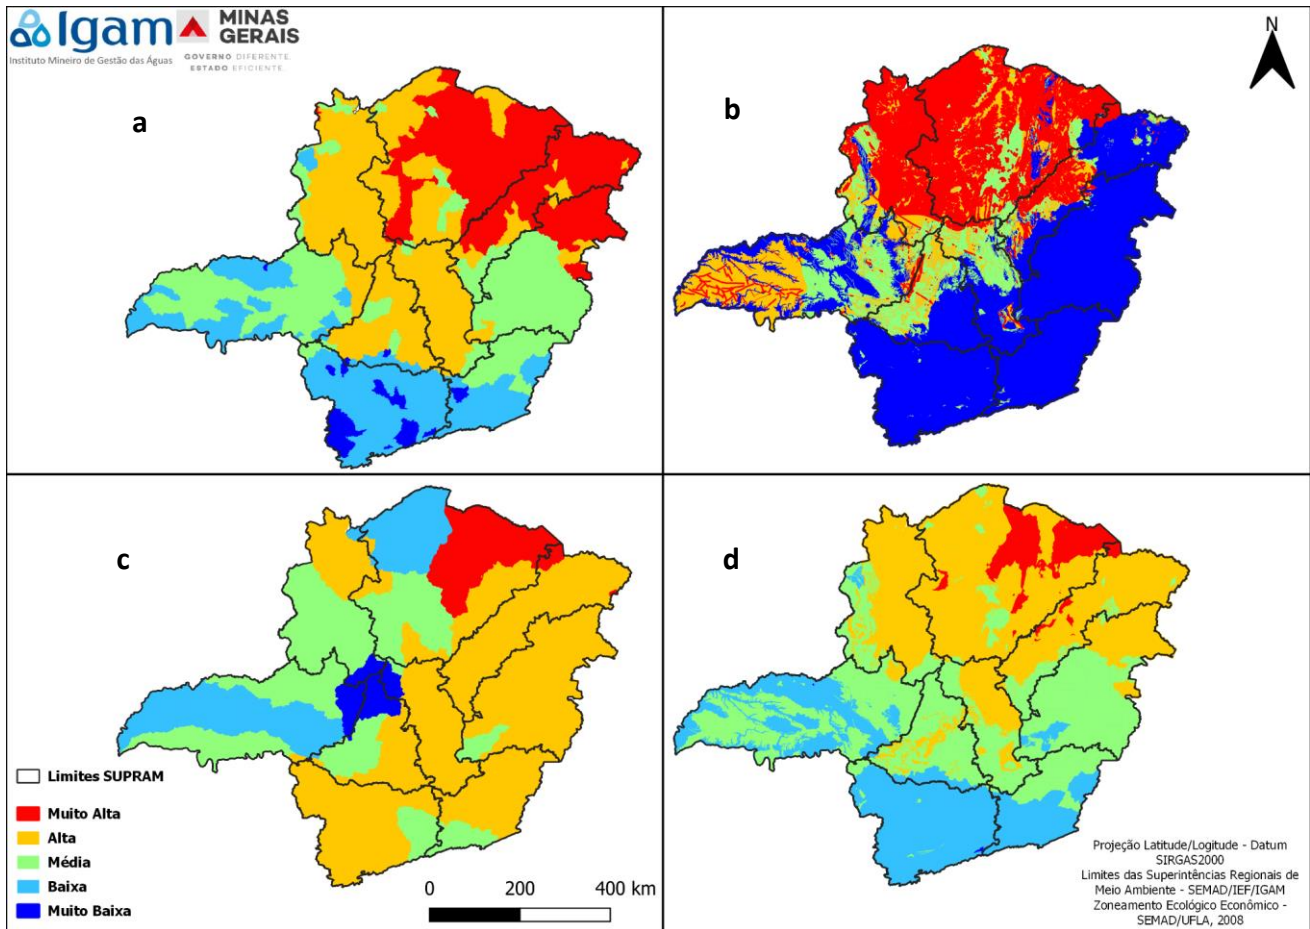 Igam
Instituto Mineiro de Gestão das Águas
MINAS
GERAIS
GOVERNO DIFERENTE.
ESTADO EFICIENTE.
a
b
N
c
d
Limites SUPRAM
Muito Alta
Alta
Média
Baixa
Muito Baixa
0 200 400 km
Projeção Latitude/Logitude - Datum
SIRGAS2000
Limites das Superintências Regionais de
Meio Ambiente - SEMAD/IEF/IGAM
Zoneamento Ecológico Econômico -
SEMAD/UFLA, 2008